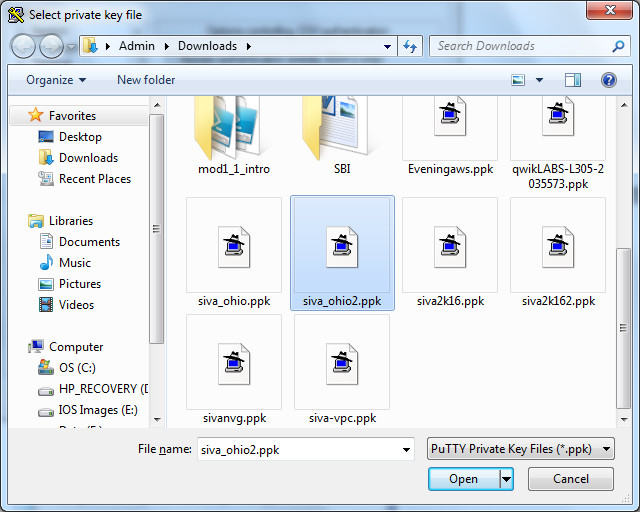 Select private key file
Admin Downloads
Search Downloads
Organize New folder
Favorites
Desktop
Downloads
Recent Places
Libraries
Documents
Music
Pictures
Videos
Computer
OS (C:)
HP_RECOVERY (D
IOS Images (E:)
mod1_1_intro
SBI
Eveningaws.ppk
qwikLABS-L305-2
035573.ppk
siva_ohio.ppk
siva_ohio2.ppk
siva2k16.ppk
siva2k162.ppk
sivanvg.ppk
siva-vpc.ppk
File name: siva_ohio2.ppk
PuTTY Private Key Files (*.ppk)
Open
Cancel